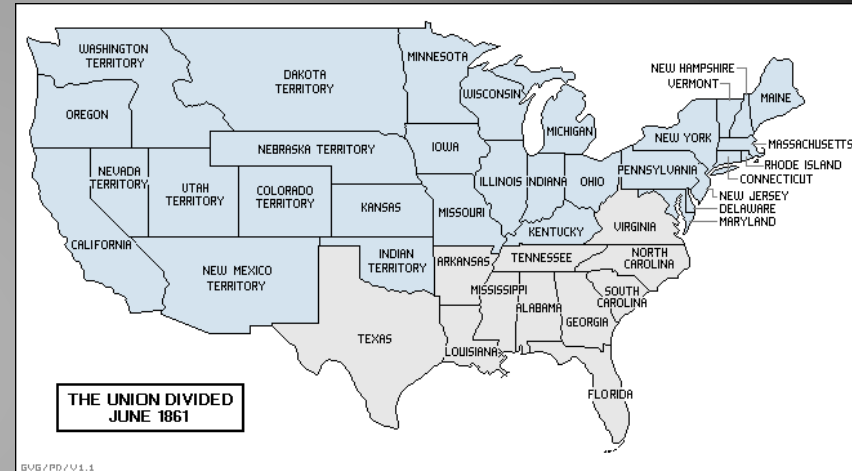 WASHINGTON
TERRITORY
DAKOTA
TERRITORY
MINNESOTA
OREGON
WISCONSIN
MICHIGAN
NEW HAMPSHIRE
VERMONT
MAINE
NEW YORK
MASSACHUSETTS
RHODE ISLAND
CONNECTICUT
NEBRASKA TERRITORY
IOWA
NEVADA
TERRITORY
UTAH
TERRITORY
COLORADO
TERRITORY
KANSAS
MISSOURI
ILLINOIS
INDIANA
OHIO
PENNSYLVANIA
NEW JERSEY
DELAWARE
MARYLAND
KENTUCKY
VIRGINIA
CALIFORNIA
NEW MEXICO
TERRITORY
INDIAN
TERRITORY
ARKANSAS
TENNESSEE
NORTH
CAROLINA
SOUTH
CAROLINA
MISSISSIPPI
ALABAMA
GEORGIA
TEXAS
LOUISIANA
FLORIDA
THE UNION DIVIDED
JUNE 1861
GVG/PD/V1.1